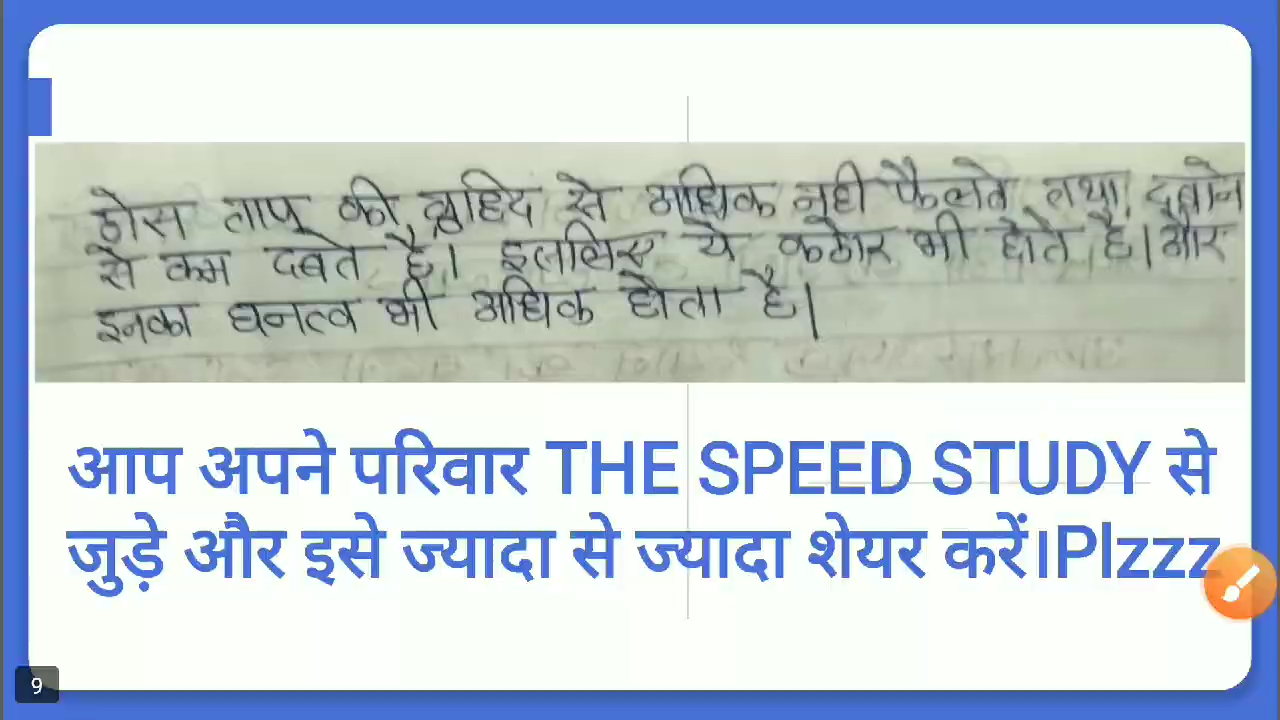 ठोस ताप की वृद्धि से अधिक नही फैलते तथा दबाने
से कम दबते है। इसलिए ये कठोर भी होते है। और
इनका घनत्व भी अधिक होता है।
आप अपने परिवार THE SPEED STUDY से
जुड़े और इसे ज्यादा से ज्यादा शेयर करें।Plzzz
9